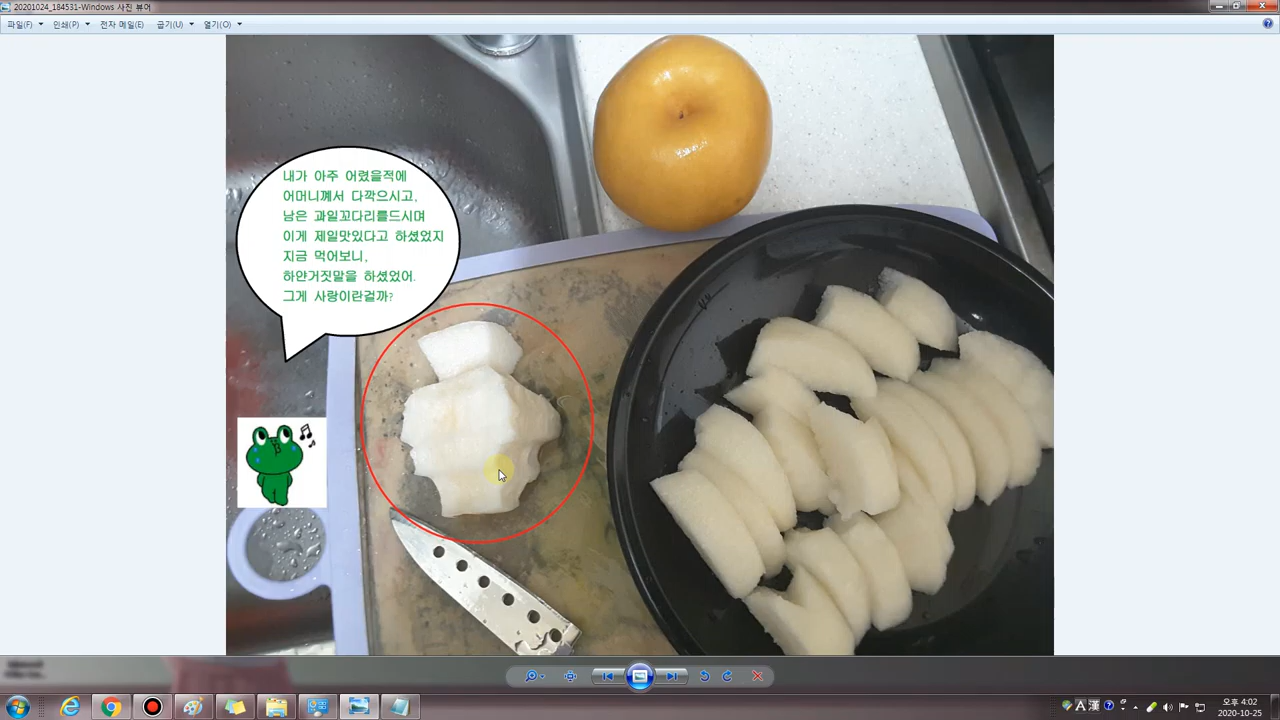 20201024_184531-Windows 사진 뷰어
파일(F) 인쇄(P) 전자 메일(E) 굽기(U) 열기(O)
내가 아주 어렸을적에
어머니께서 다깍으시고,
남은 과일꼬다리를드시며
이게 제일맛있다고 하셨었지
지금 먹어보니,
하얀거짓말을 하셨었어.
그게 사랑이란걸까?
A 漢
오후 4:02
2020-10-25